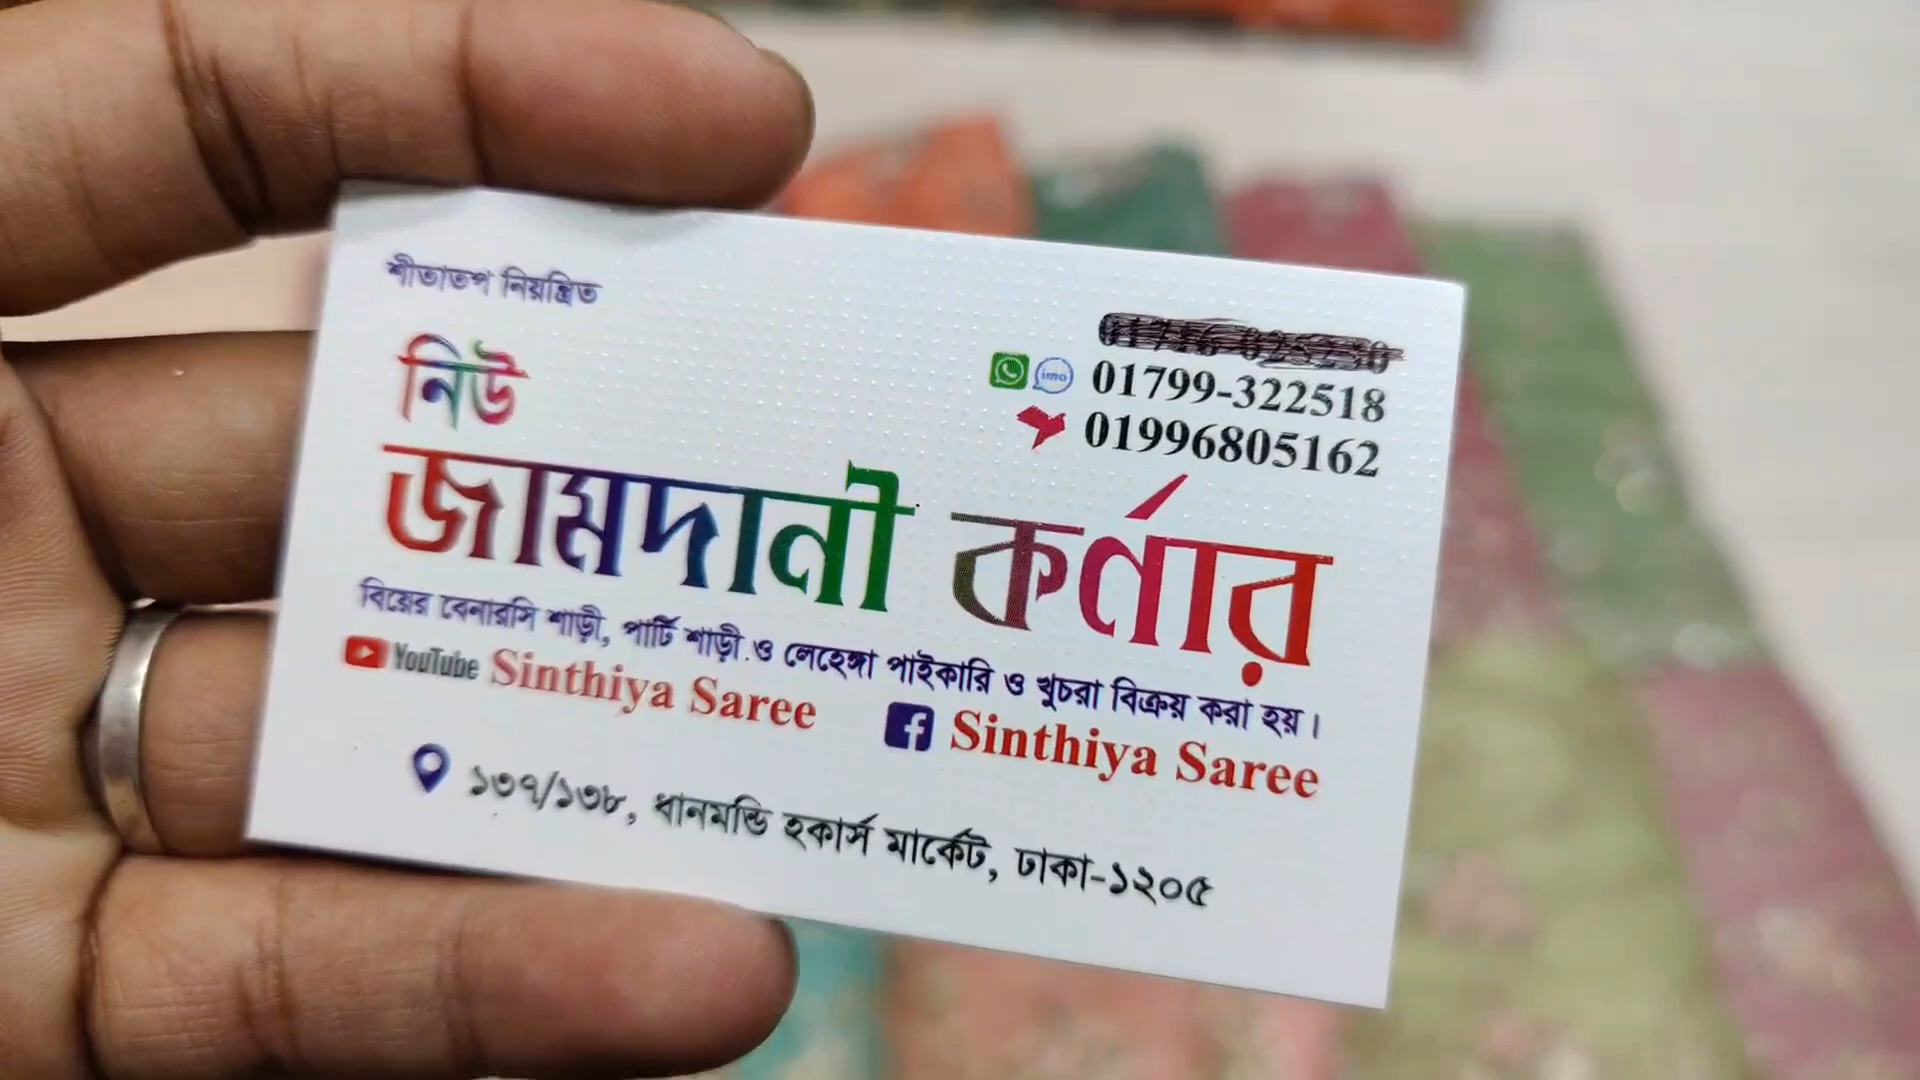 শীতাতপ নিয়ন্ত্রিত
imo 01799-322518
01996805162
নিউ
জামদানী কর্ণার
বিয়ের বেনারসি শাড়ী, পার্টি শাড়ী ও লেহেঙ্গা পাইকারি ও খুচরা বিক্রয় করা হয়।
YouTube Sinthiya Saree
Sinthiya Saree
১৩৭/১৩৮, ধানমন্ডি হকার্স মার্কেট, ঢাকা-১২০৫